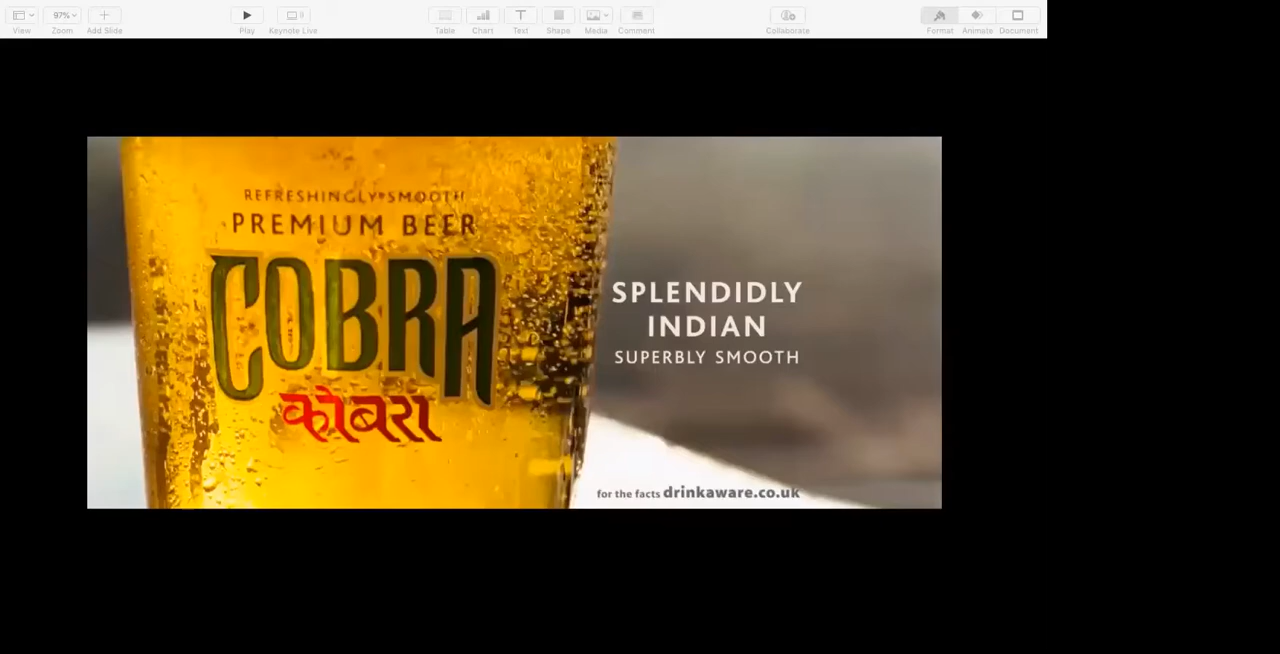 97%
View
Zoom
Add Slide
Play
Keynote Live
Table
Chart
Text
Shape
Media
Comment
Collaborate
Format
Animate
Document
REFRESHINGLY SMOOTH
PREMIUM BEER
COBRA
कोबरा
SPLENDIDLY
INDIAN
SUPERBLY SMOOTH
for the facts drinkaware.co.uk